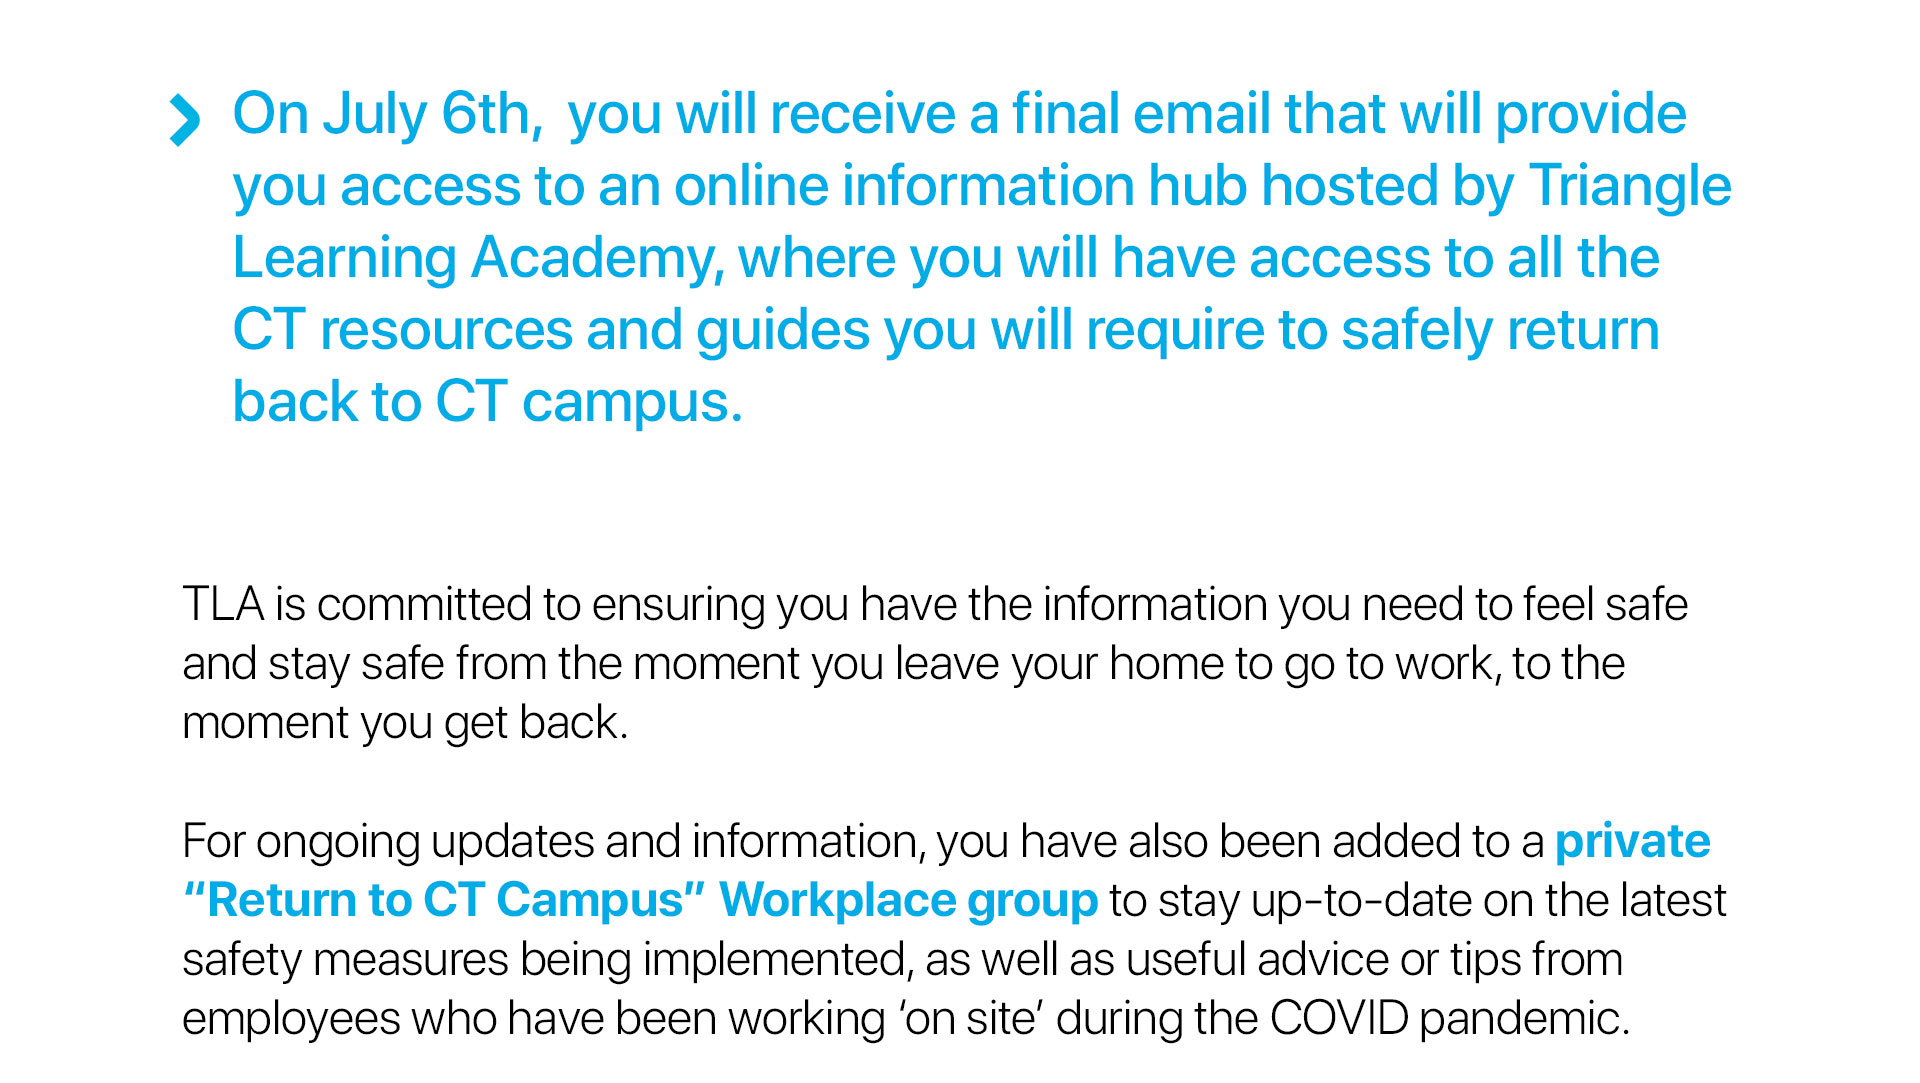 On July 6th,  you will receive a final email that will provide
you access to an online information hub hosted by Triangle
Learning Academy, where you will have access to all the
CT resources and guides you will require to safely return
back to CT campus.
TLA is committed to ensuring you have the information you need to feel safe
and stay safe from the moment you leave your home to go to work, to the
moment you get back.
For ongoing updates and information, you have also been added to a private
“Return to CT Campus” Workplace group to stay up-to-date on the latest
safety measures being implemented, as well as useful advice or tips from
employees who have been working ‘on site’ during the COVID pandemic.